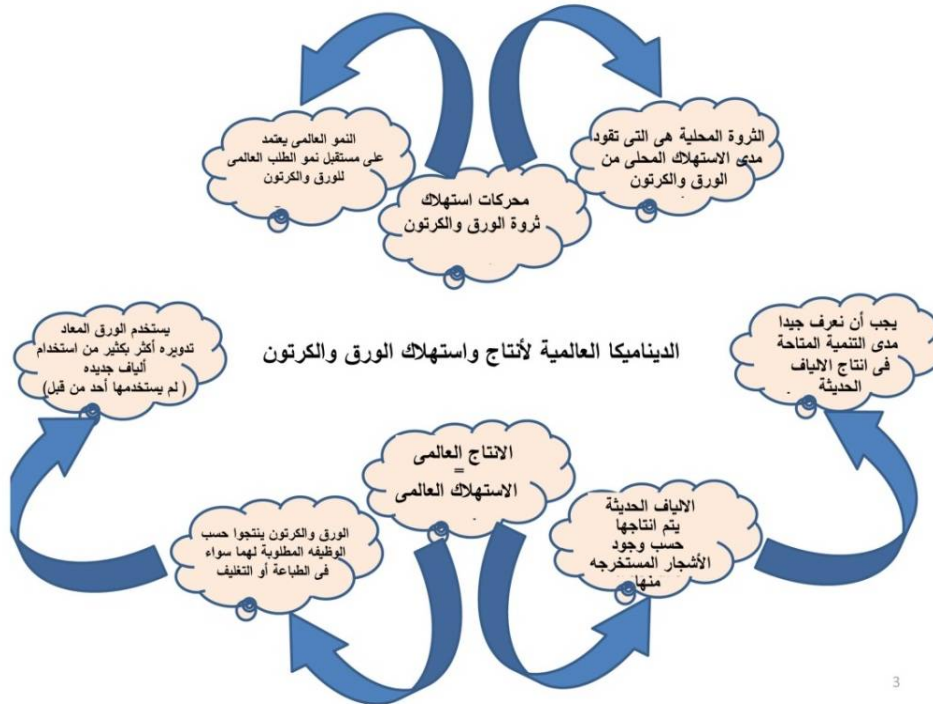 الثروة المحلية هى التى تقود
مدى الاستهلاك المحلى من
الورق والكرتون
النمو العالمى يعتمد
على مستقبل نمو الطلب العالمى
للورق والكرتون
محركات استهلاك
ثروة الورق والكرتون
الديناميكا العالمية لأنتاج واستهلاك الورق والكرتون
يجب أن نعرف جيدا
مدى التنمية المتاحة
فى انتاج الالياف
الحديثة
يستخدم الورق المعاد
تدويره أكثر بكثير من استخدام
ألياف جديده
( لم يستخدمها أحد من قبل)
الانتاج العالمى
=
الاستهلاك العالمى
الالياف الحديثة
يتم انتاجها
حسب وجود
الأشجار المستخرجه
منها
الورق والكرتون ينتجوا حسب
الوظيفه المطلوبة لهما سواء
فى الطباعة أو التغليف
3